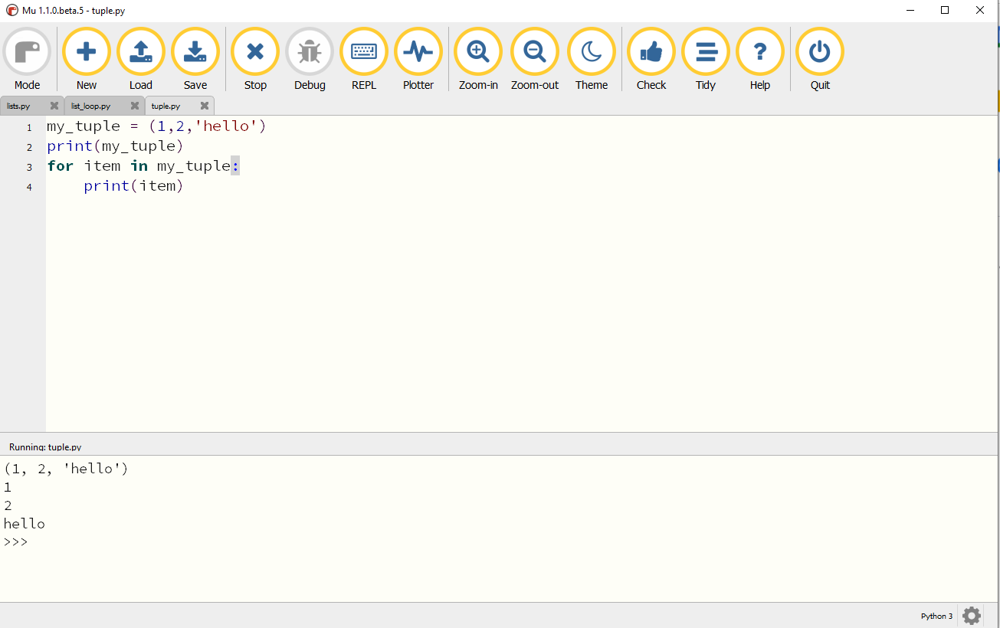 Mu 1.1.0.beta.5 - tuple.py
Mode New Load Save Stop Debug REPL Plotter Zoom-in Zoom-out Theme Check Tidy Help Quit
lists.py list_loop.py tuple.py
1 my_tuple = (1,2,'hello')
2 print(my_tuple)
3 for item in my_tuple:
4     print(item)
Running: tuple.py
(1, 2, 'hello')
1
2
hello
>>>
Python 3